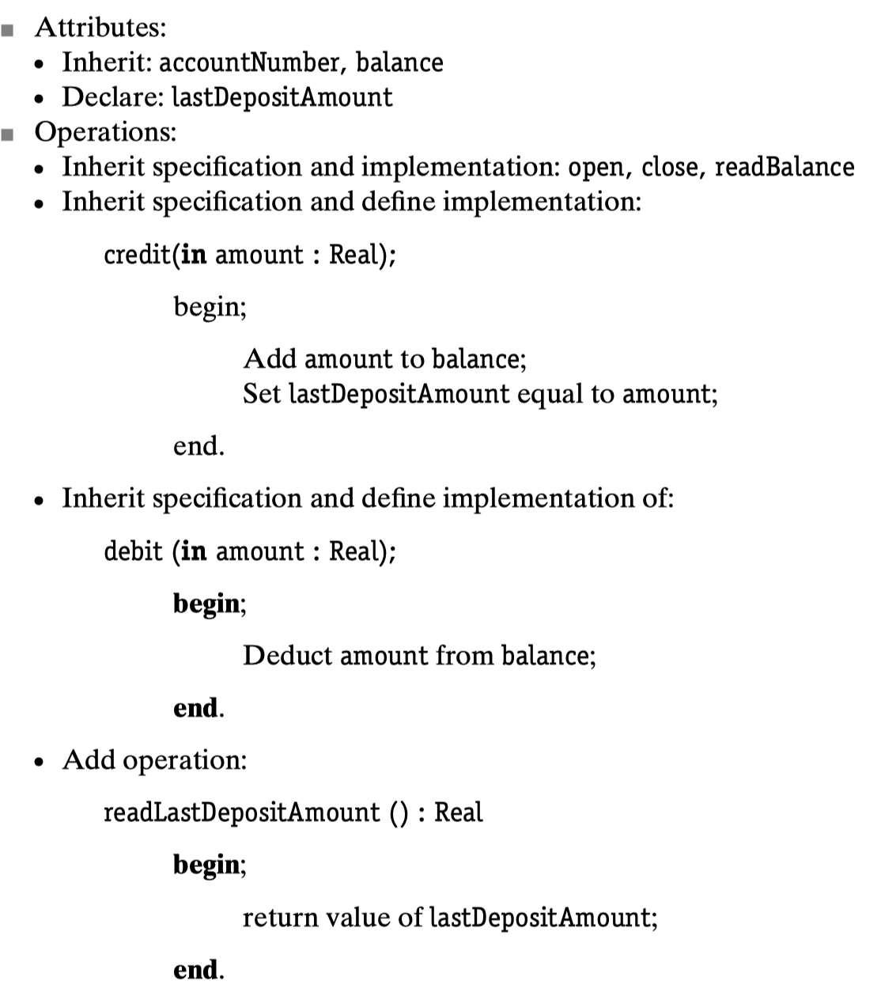 ■ Attributes:
• Inherit: accountNumber, balance
• Declare: lastDepositAmount
■ Operations:
• Inherit specification and implementation: open, close, readBalance
• Inherit specification and define implementation:
credit(in amount : Real);
begin;
Add amount to balance;
Set lastDepositAmount equal to amount;
end.
• Inherit specification and define implementation of:
debit (in amount : Real);
begin;
Deduct amount from balance;
end.
• Add operation:
readLastDepositAmount () : Real
begin;
return value of lastDepositAmount;
end.